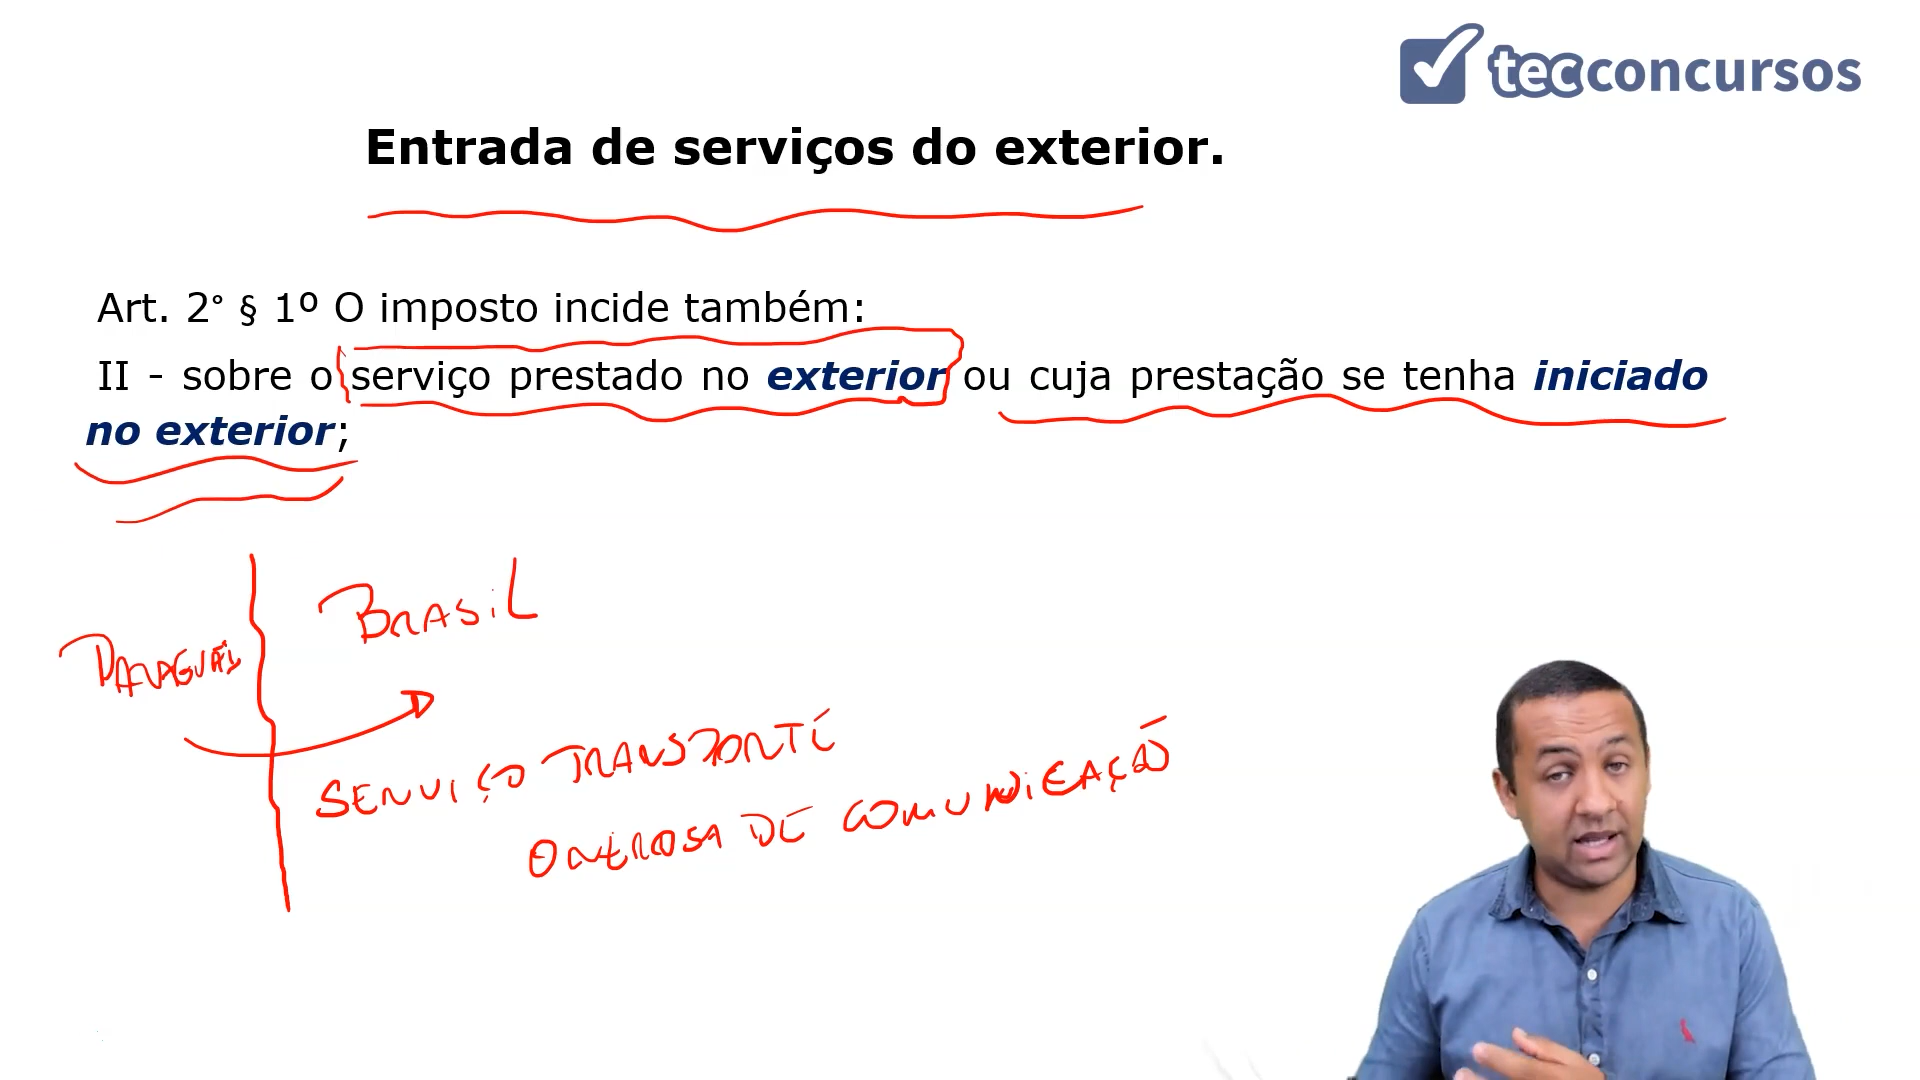 tecconcursos
Entrada de serviços do exterior.
Art. 2° § 1º O imposto incide também:
II - sobre o serviço prestado no exterior ou cuja prestação se tenha iniciado
no exterior;
BRASIL
PARAGUAI
SERVIÇO TRANSPORTE
ONEROSA DE COMUNICAÇÃO